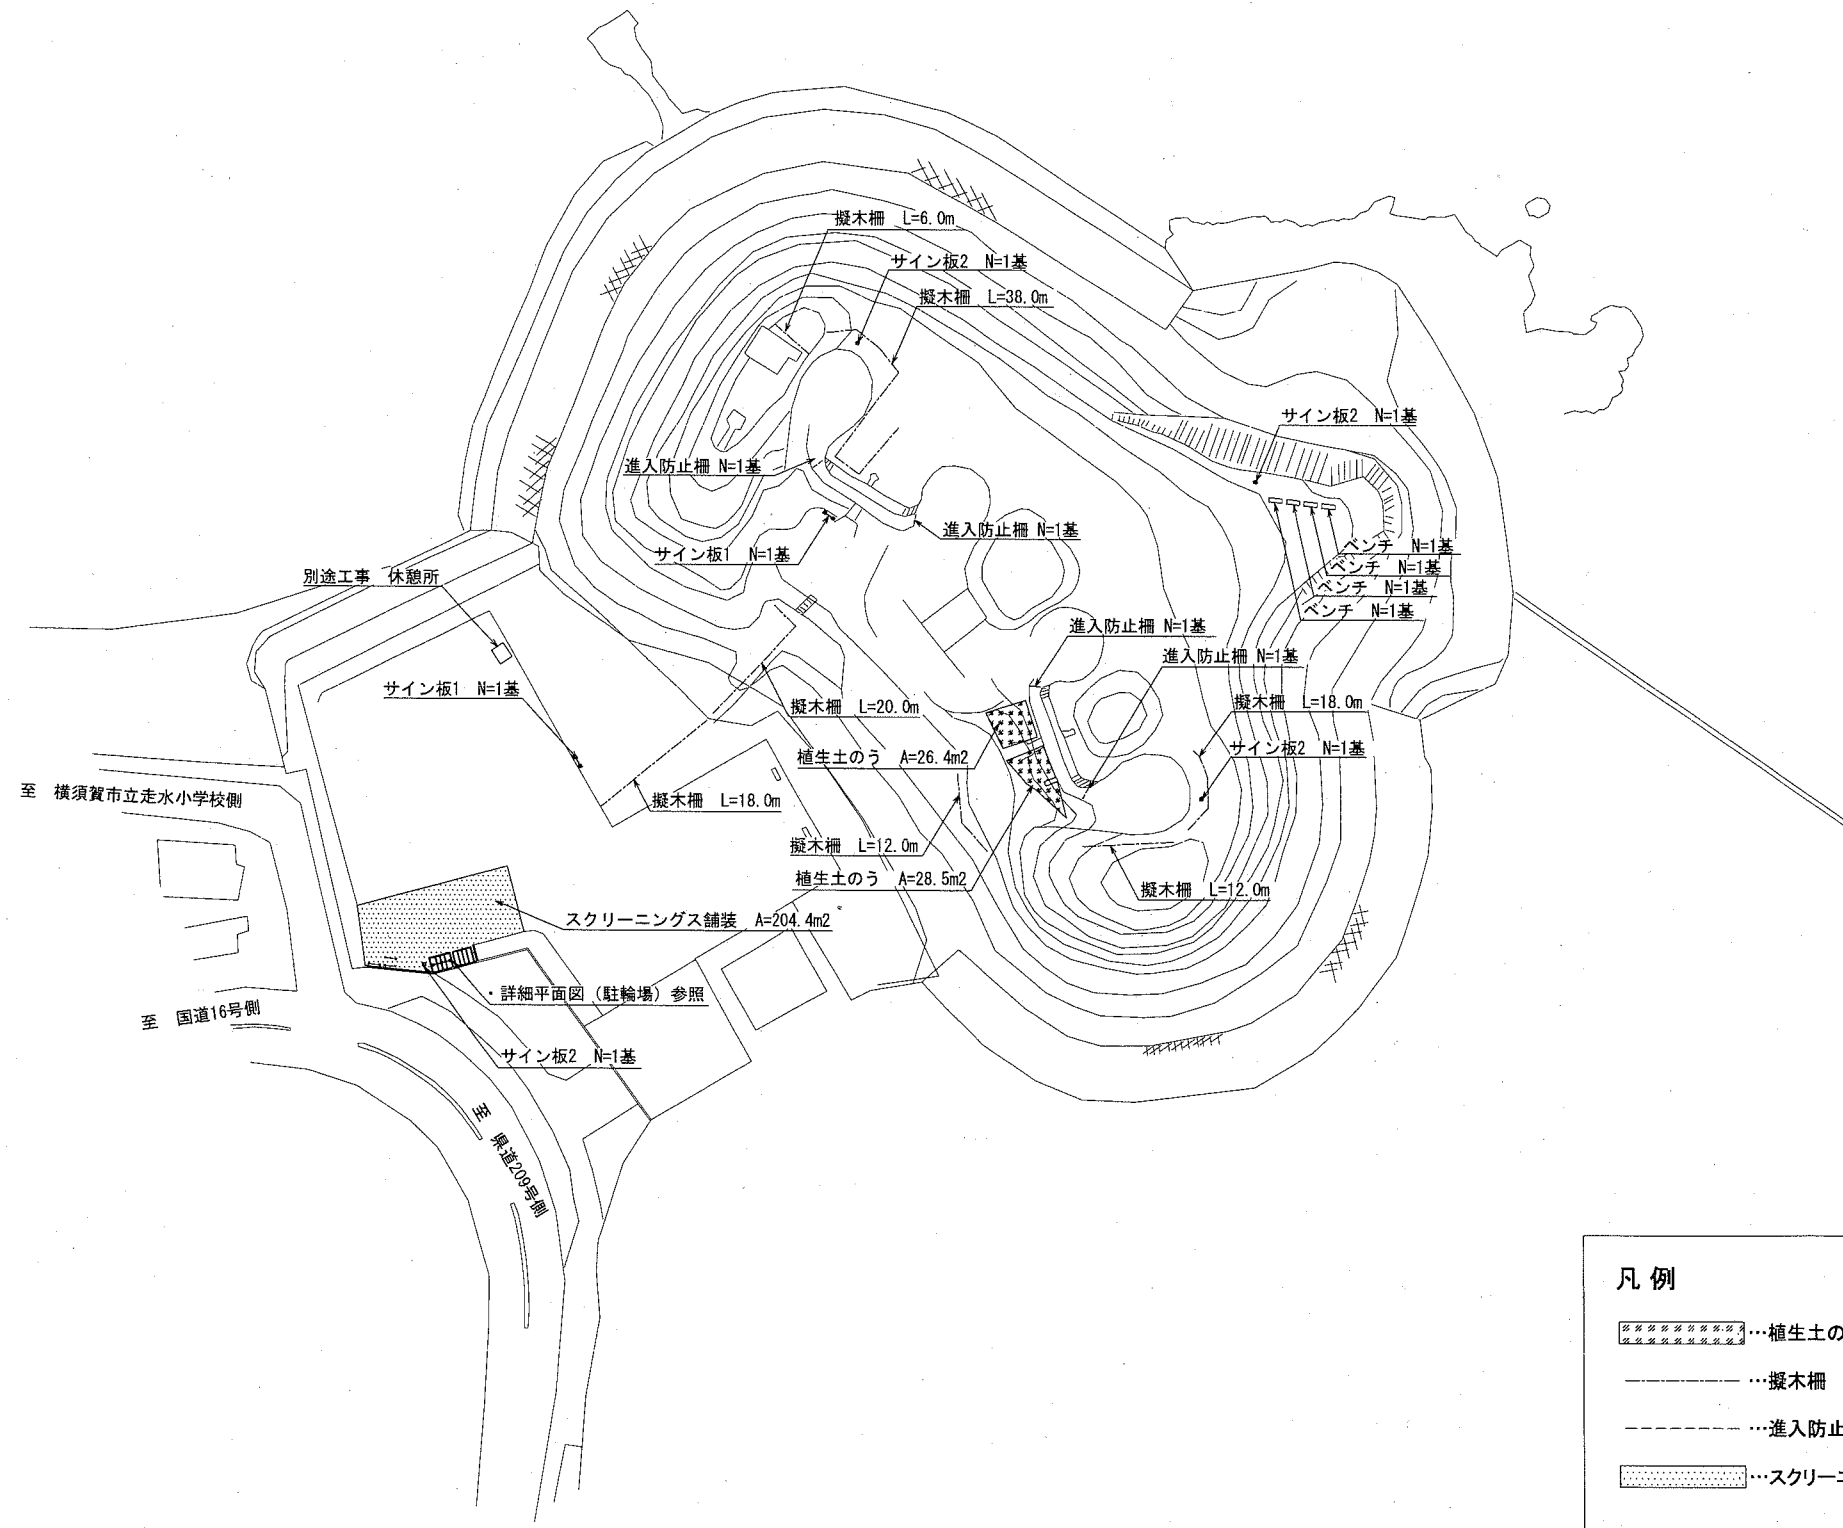 擬木柵 L=6.0m
サイン板2 N=1基
擬木柵 L=38.0m
サイン板2 N=1基
進入防止柵 N=1基
進入防止柵 N=1基
サイン板1 N=1基
ベンチ N=1基
ベンチ N=1基
ベンチ N=1基
ベンチ N=1基
別途工事 休憩所
進入防止柵 N=1基
進入防止柵 N=1基
サイン板1 N=1基
擬木柵 L=20.0m
擬木柵 L=18.0m
サイン板2 N=1基
植生土のう A=26.4m2
至 横須賀市立走水小学校側
擬木柵 L=18.0m
擬木柵 L=12.0m
植生土のう A=28.5m2
擬木柵 L=12.0m
スクリーニングス舗装 A=204.4m2
・詳細平面図（駐輪場）参照
至 国道16号側
サイン板2 N=1基
至 県道209号側
凡例
…植生土の
…擬木柵
…進入防止
…スクリーニ